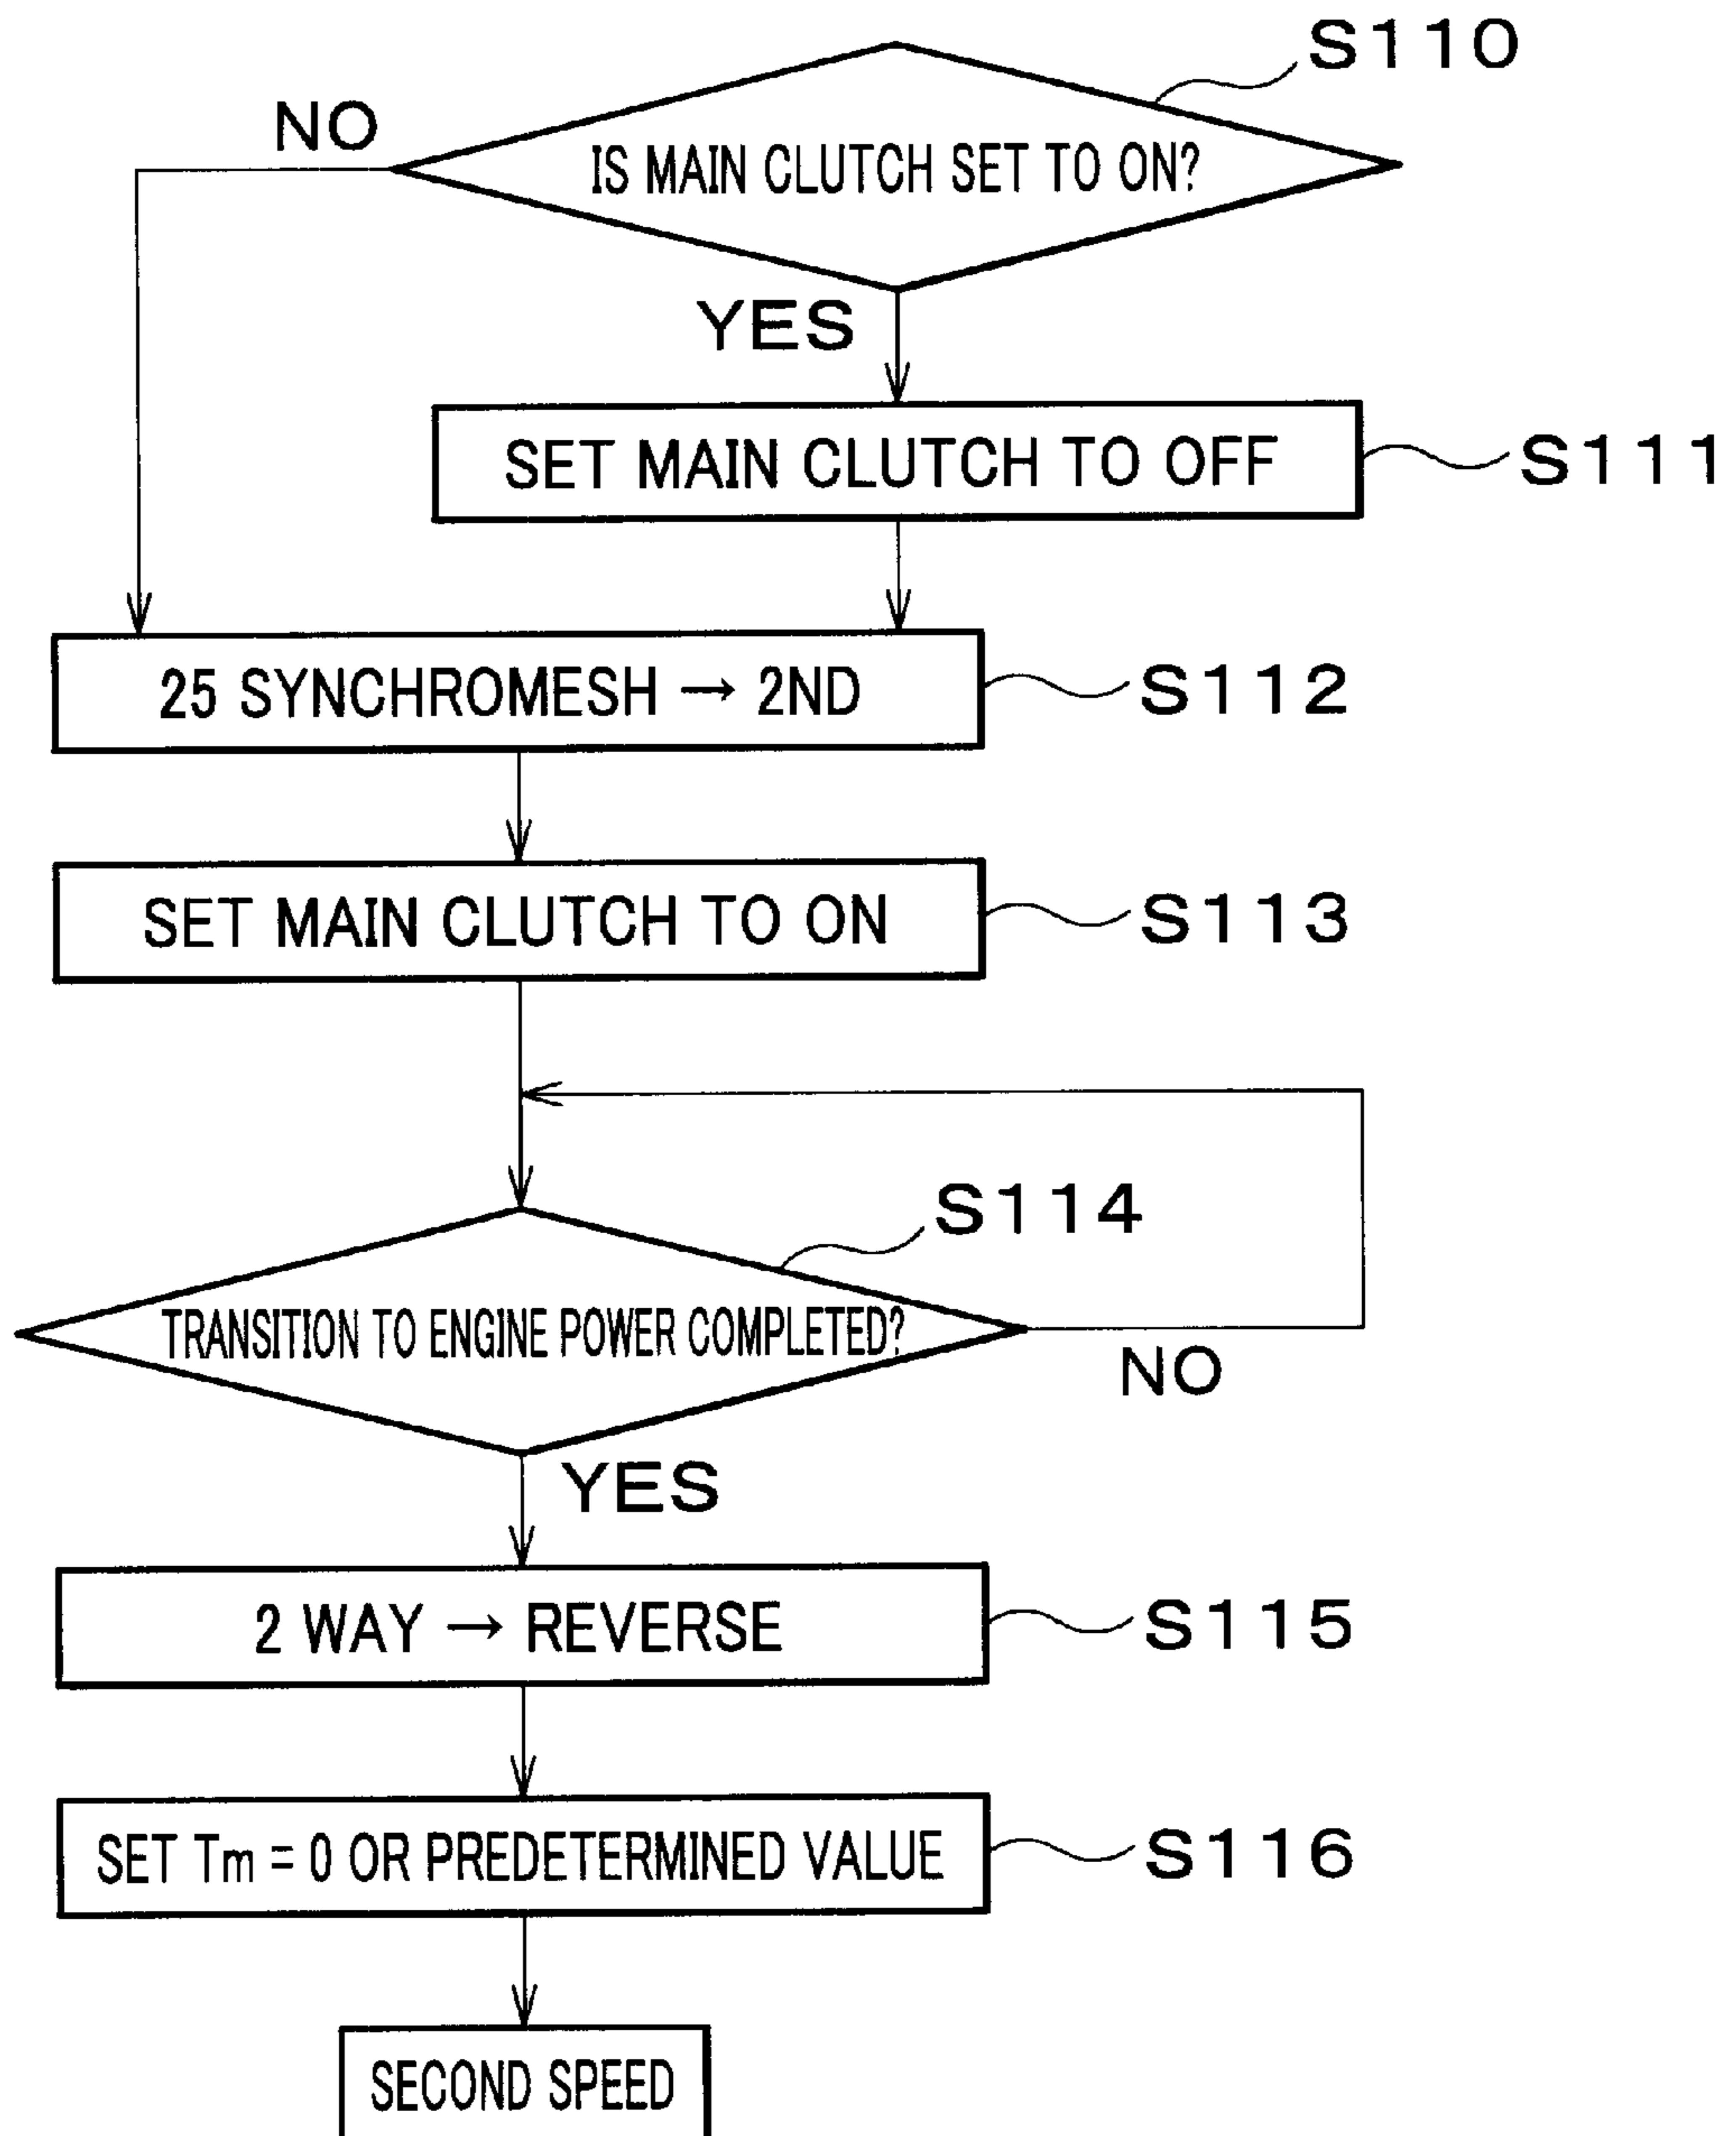 S110
NO
IS MAIN CLUTCH SET TO ON?
YES
SET MAIN CLUTCH TO OFF
S111
25 SYNCHROMESH → 2ND
S112
SET MAIN CLUTCH TO ON
S113
S114
TRANSITION TO ENGINE POWER COMPLETED?
NO
YES
2 WAY → REVERSE
S115
SET Tm = 0 OR PREDETERMINED VALUE
S116
SECOND SPEED